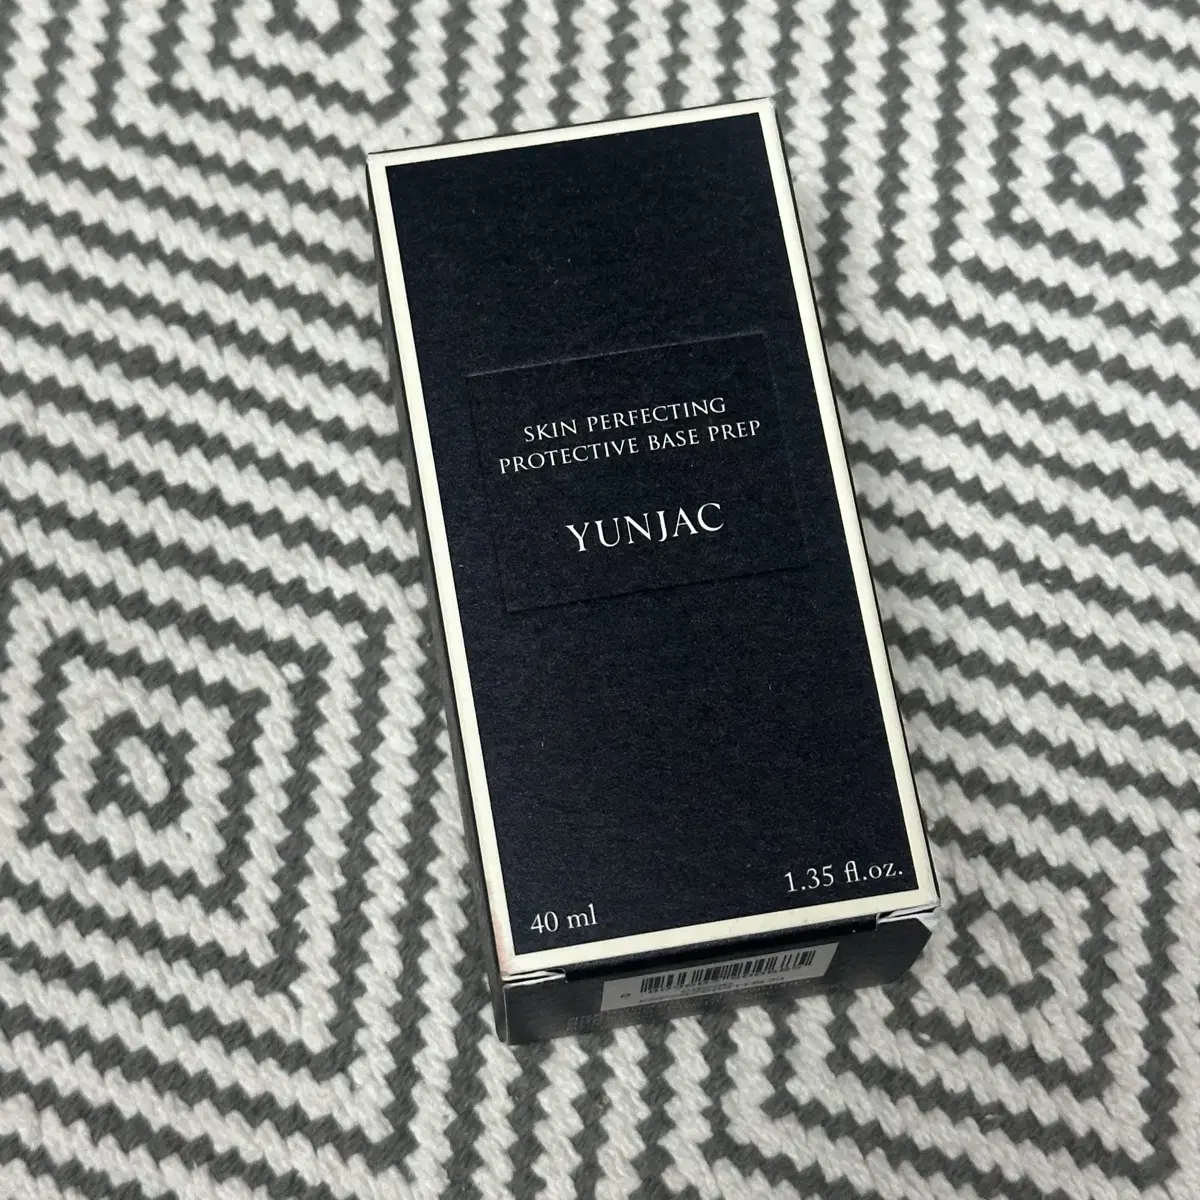 SKIN PERFECTING
PROTECTIVE BASE PREP
YUNJAC
40 ml
1.35 fl.oz.